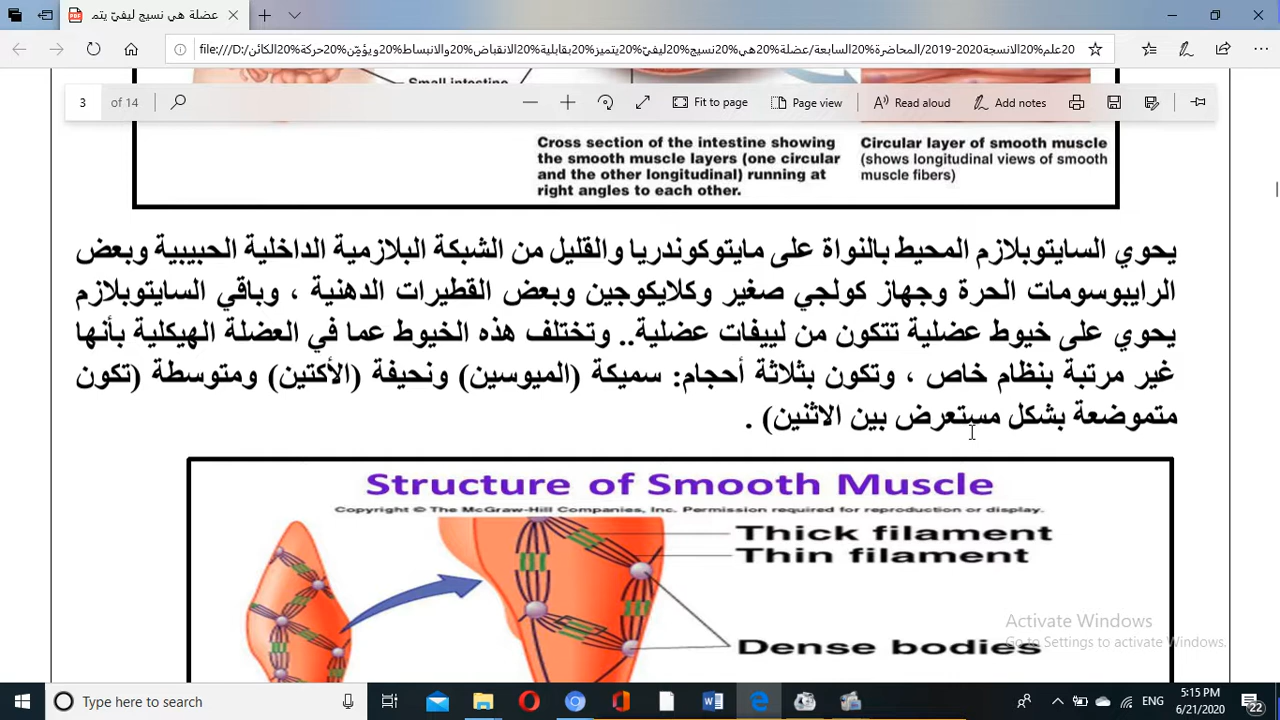 عضلة هي نسيج ليفيّ يتم
file:///D:/علم%20الانسجة%202019-2020/المحاضرة%20السابعة/عضلة%20هي%20نسيج%20ليفيّ%20يتميز%20بقابلية%20الانقباض%20والانبساط%20ويؤمِّن%20حركة%20الكائن%20
Small intestine
3 of 14
Fit to page
Page view
Read aloud
Add notes
Cross section of the intestine showing
the smooth muscle layers (one circular
and the other longitudinal) running at
right angles to each other.
Circular layer of smooth muscle
(shows longitudinal views of smooth
muscle fibers)
يحوي السايتوبلازم المحيط بالنواة على مايتوكوندريا والقليل من الشبكة البلازمية الداخلية الحبيبية وبعض
الرايبوسومات الحرة وجهاز كولجي صغير وكلايكوجين وبعض القطيرات الدهنية ، وباقي السايتوبلازم
يحوي على خيوط عضلية تتكون من لييفات عضلية.. وتختلف هذه الخيوط عما في العضلة الهيكلية بأنها
غير مرتبة بنظام خاص ، وتكون بثلاثة أحجام: سميكة (الميوسين) ونحيفة (الأكتين) ومتوسطة (تكون
متموضعة بشكل مستعرض بين الاثنين) .
Structure of Smooth Muscle
Copyright © The McGraw-Hill Companies, Inc. Permission required for reproduction or display.
Thick filament
Thin filament
Dense bodies
Activate Windows
Go to Settings to activate Windows.
Type here to search
ENG
5:15 PM
6/21/2020
22